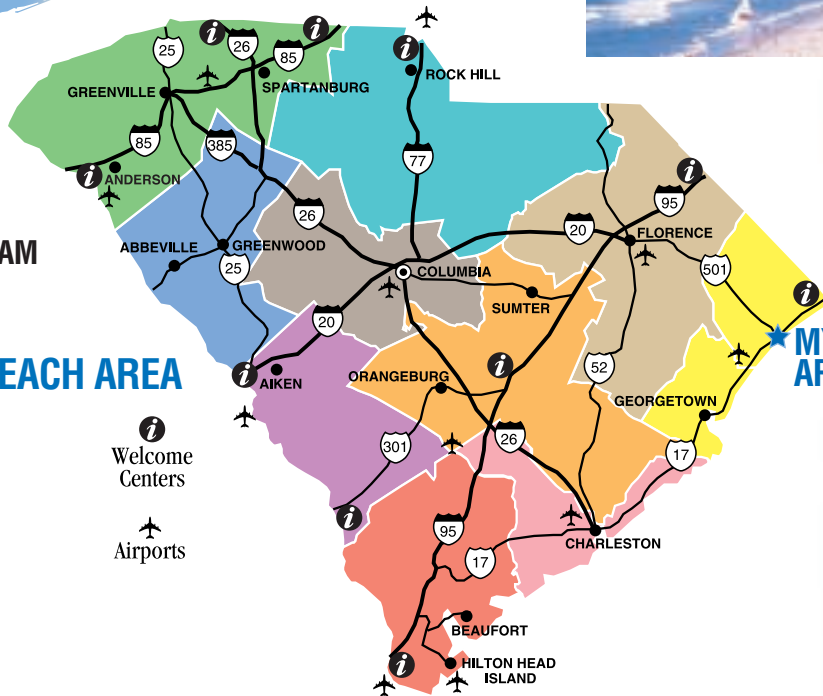 25
26
85
SPARTANBURG
GREENVILLE
ROCK HILL
85
385
77
ANDERSON
26
20
95
FLORENCE
AM
ABBEVILLE
GREENWOOD
25
COLUMBIA
501
SUMTER
20
EACH AREA
AIKEN
ORANGEBURG
52
GEORGETOWN
MY
AR
i
Welcome
Centers
301
26
17
Airports
95
17
CHARLESTON
BEAUFORT
HILTON HEAD
ISLAND
i
i
i
i
i
i
i
i
i
i